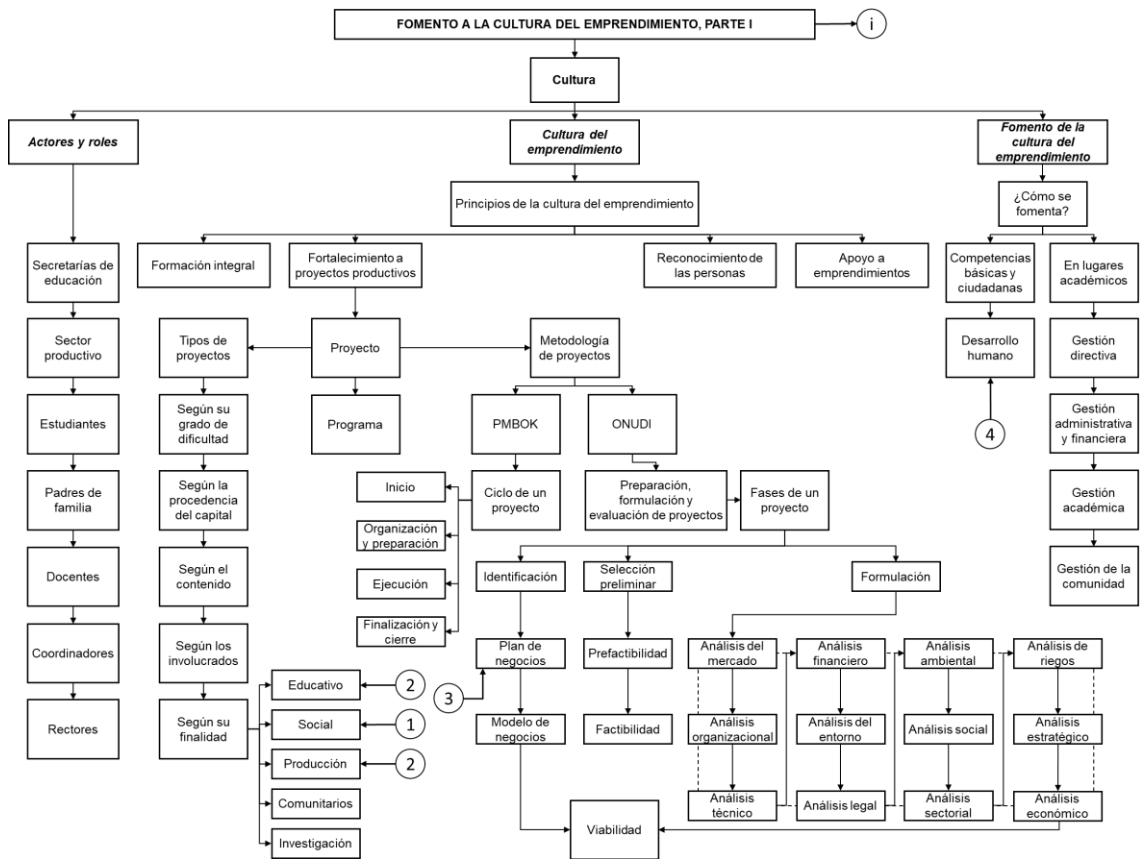 FOMENTO A LA CULTURA DEL EMPRENDIMIENTO, PARTE I
i
Cultura
Actores y roles
Cultura del
emprendimiento
Fomento de la
cultura del
emprendimiento
Principios de la cultura del emprendimiento
¿Cómo se
fomenta?
Secretarías de
educación
Formación integral
Fortalecimiento a
proyectos productivos
Reconocimiento de
las personas
Apoyo a
emprendimientos
Competencias
básicas y
ciudadanas
En lugares
académicos
Sector
productivo
Tipos de
proyectos
Proyecto
Metodología
de proyectos
Desarrollo
humano
Gestión
directiva
Estudiantes
Según su
grado de
dificultad
Programa
PMBOK
ONUDI
4
Gestión
administrativa
y financiera
Padres de
familia
Según la
procedencia
del capital
Inicio
Organización
y preparación
Ejecución
Finalización y
cierre
Ciclo de un
proyecto
Preparación,
formulación y
evaluación de proyectos
Fases de un
proyecto
Gestión
académica
Docentes
Según el
contenido
Identificación
Selección
preliminar
Formulación
Gestión de la
comunidad
Coordinadores
Según los
involucrados
Plan de
negocios
Prefactibilidad
Análisis del
mercado
Análisis
financiero
Análisis
ambiental
Análisis de
riegos
3
Rectores
Según su
finalidad
Educativo
2
Social
1
Producción
2
Comunitarios
Investigación
Modelo de
negocios
Factibilidad
Análisis
organizacional
Análisis del
entorno
Análisis social
Análisis
estratégico
Análisis
técnico
Análisis legal
Análisis
sectorial
Análisis
económico
Viabilidad